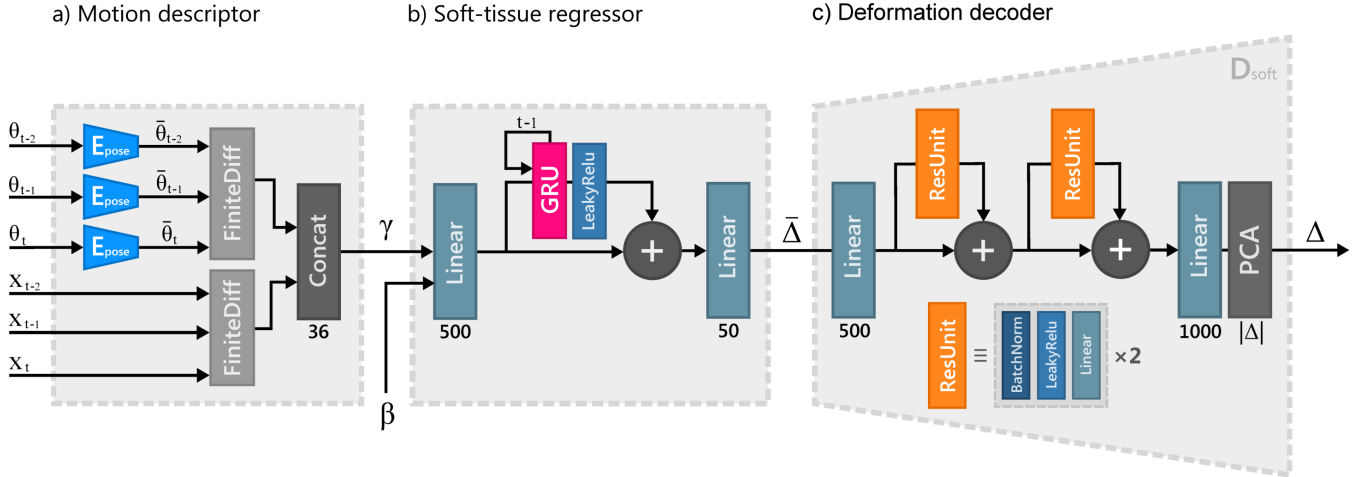 a) Motion descriptor
b) Soft-tissue regressor
c) Deformation decoder
θt-2
Epose
θ̄t-2
θt-1
Epose
θ̄t-1
θt
Epose
θ̄t
FiniteDiff
Xt-2
Xt-1
Xt
FiniteDiff
Concat
36
γ
β
Linear
500
t-1
GRU
LeakyRelu
+
Linear
50
Δ̄
Dsoft
Linear
500
ResUnit
+
ResUnit
+
Linear
1000
PCA
|Δ|
Δ
ResUnit
≡
BatchNorm
LeakyRelu
Linear
×2